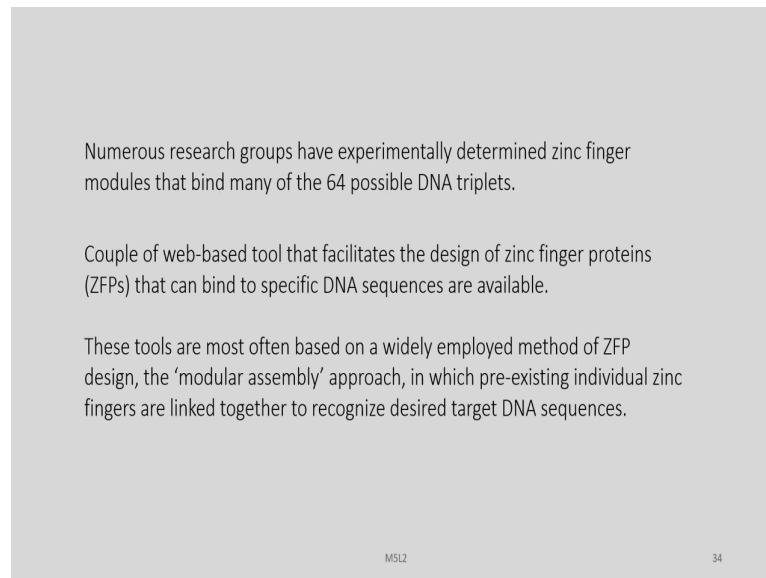 Numerous research groups have experimentally determined zinc finger
modules that bind many of the 64 possible DNA triplets.
Couple of web-based tool that facilitates the design of zinc finger proteins
(ZFPs) that can bind to specific DNA sequences are available.
These tools are most often based on a widely employed method of ZFP
design, the ‘modular assembly’ approach, in which pre-existing individual zinc
fingers are linked together to recognize desired target DNA sequences.
M5L2
34